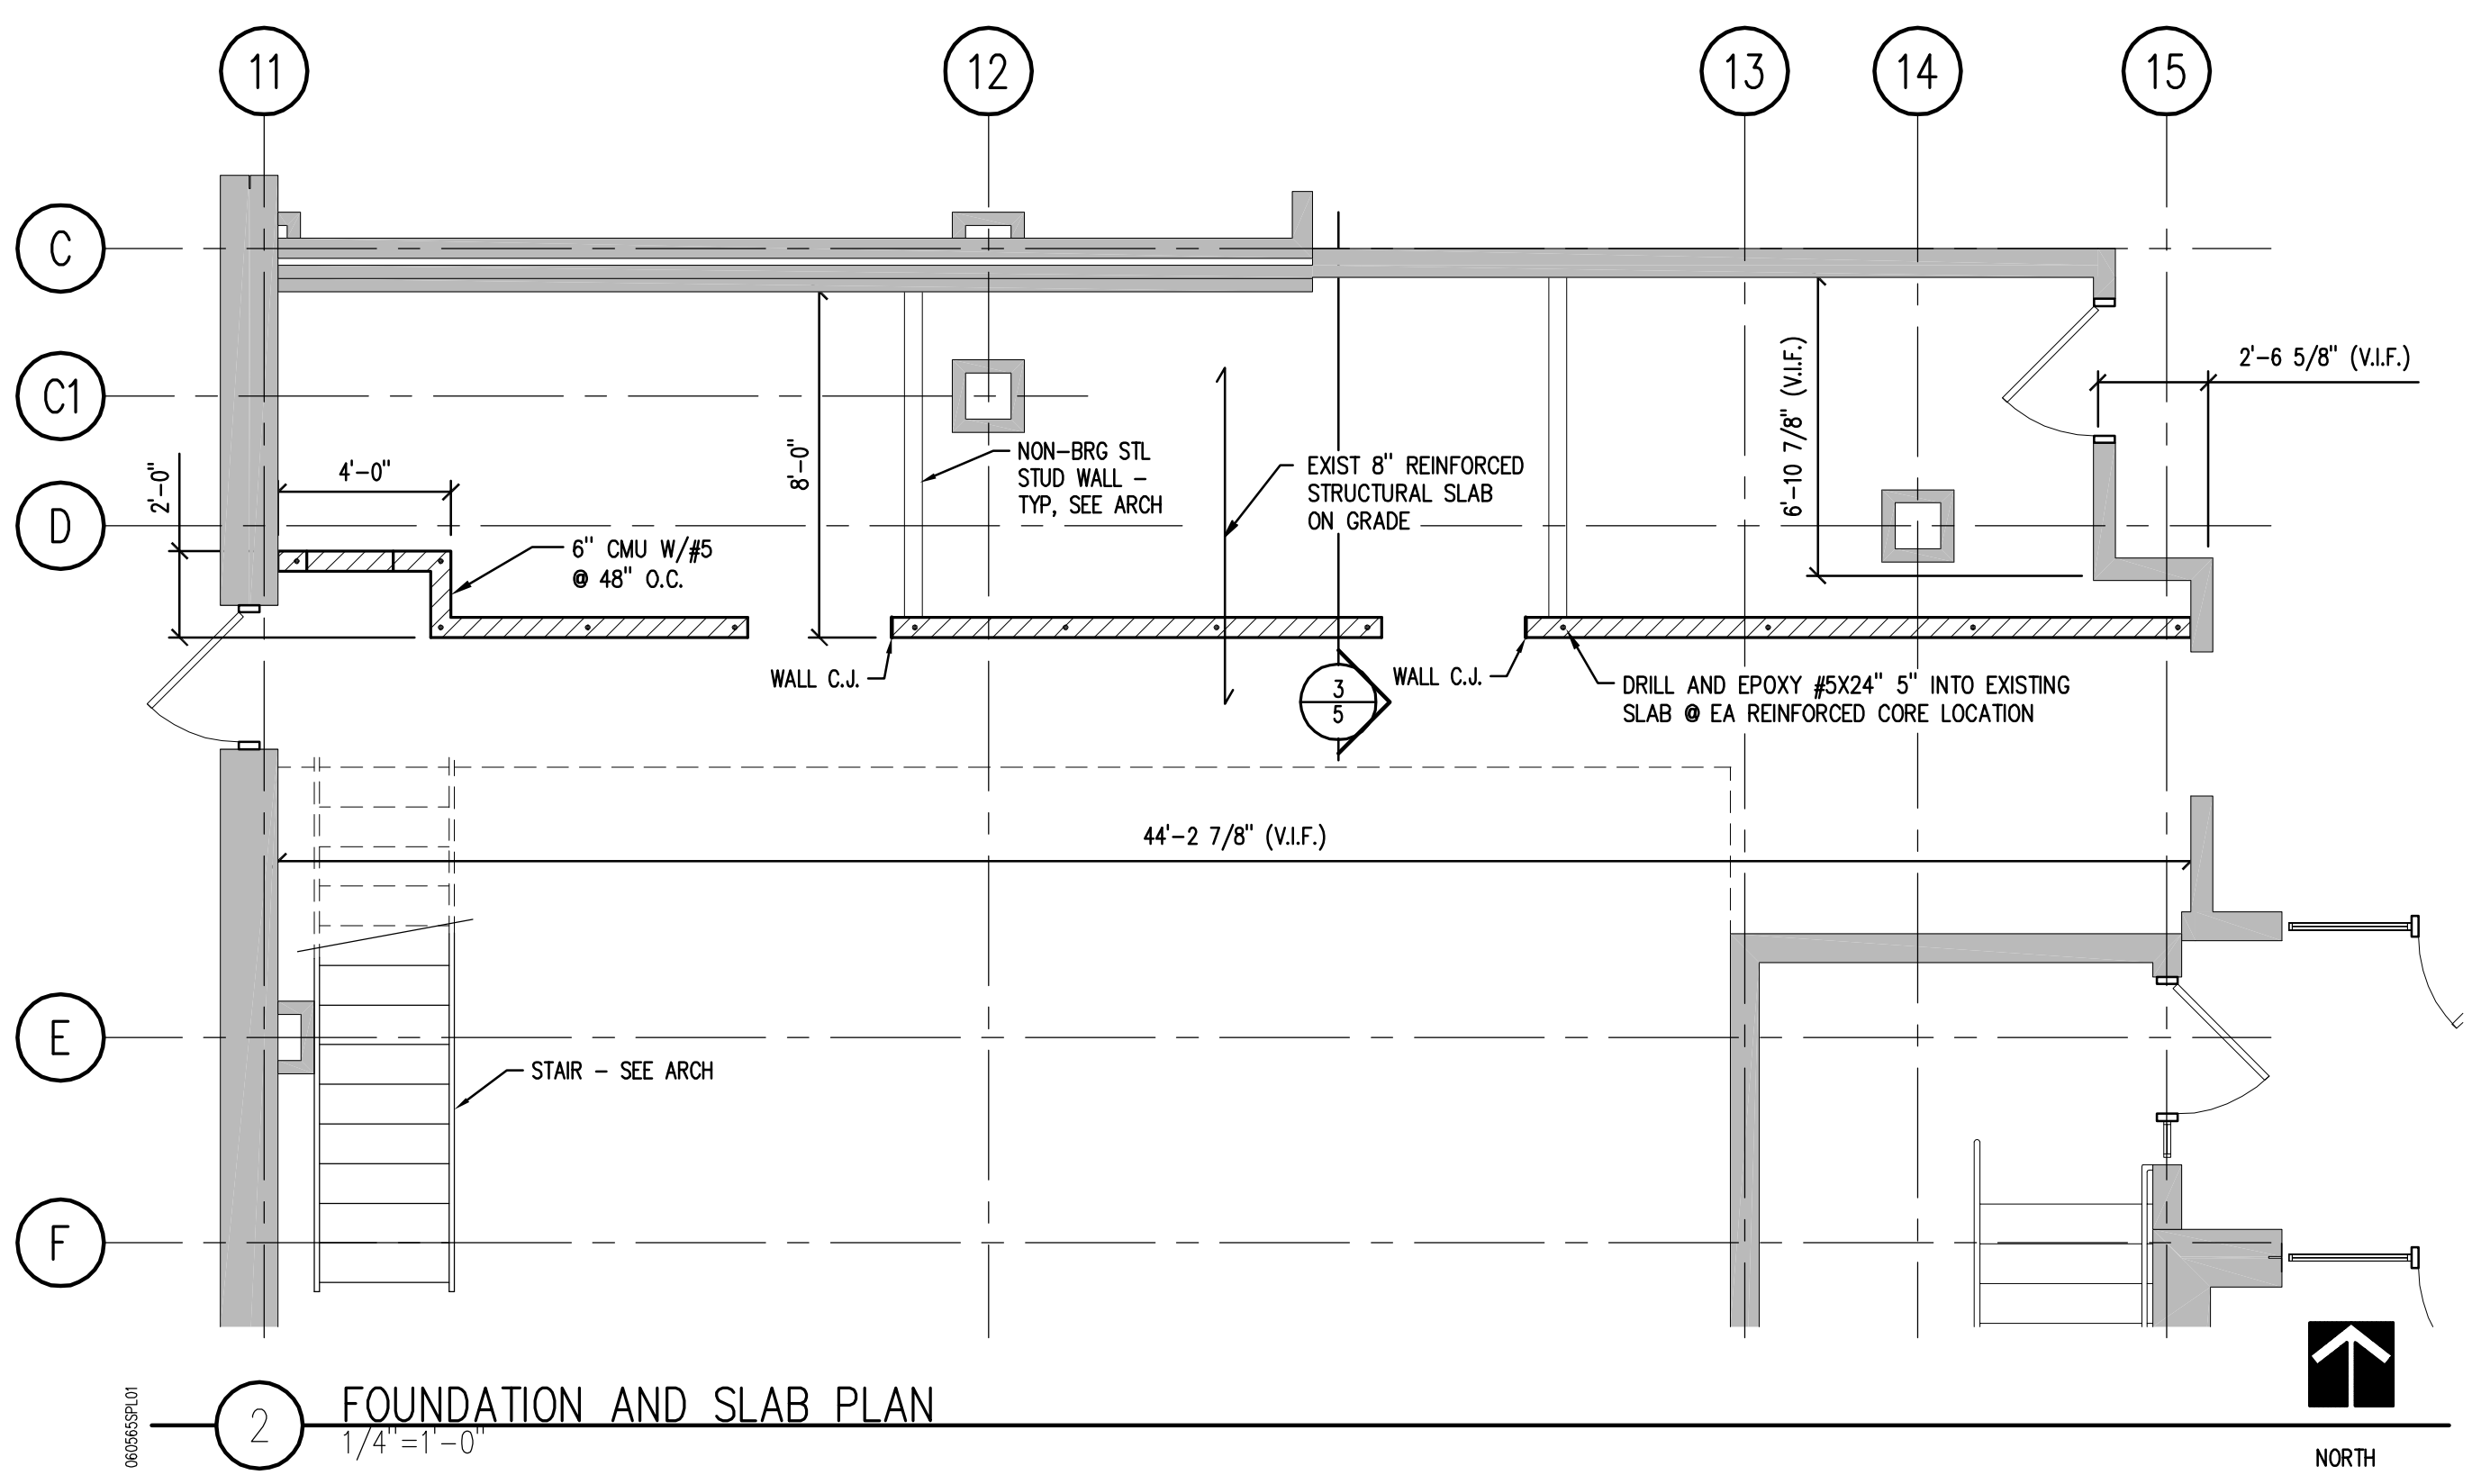 11
12
13
14
15
C
C1
D
E
F
2'-0"
4'-0"
8'-0"
6'-10 7/8" (V.I.F.)
2'-6 5/8" (V.I.F.)
NON-BRG STL
STUD WALL -
TYP, SEE ARCH
EXIST 8" REINFORCED
STRUCTURAL SLAB
ON GRADE
6" CMU W/#5
@ 48" O.C.
WALL C.J.
3
5
WALL C.J.
DRILL AND EPOXY #5X24" 5" INTO EXISTING
SLAB @ EA REINFORCED CORE LOCATION
44'-2 7/8" (V.I.F.)
STAIR - SEE ARCH
060565SPL01
2
FOUNDATION AND SLAB PLAN
1/4"=1'-0"
NORTH